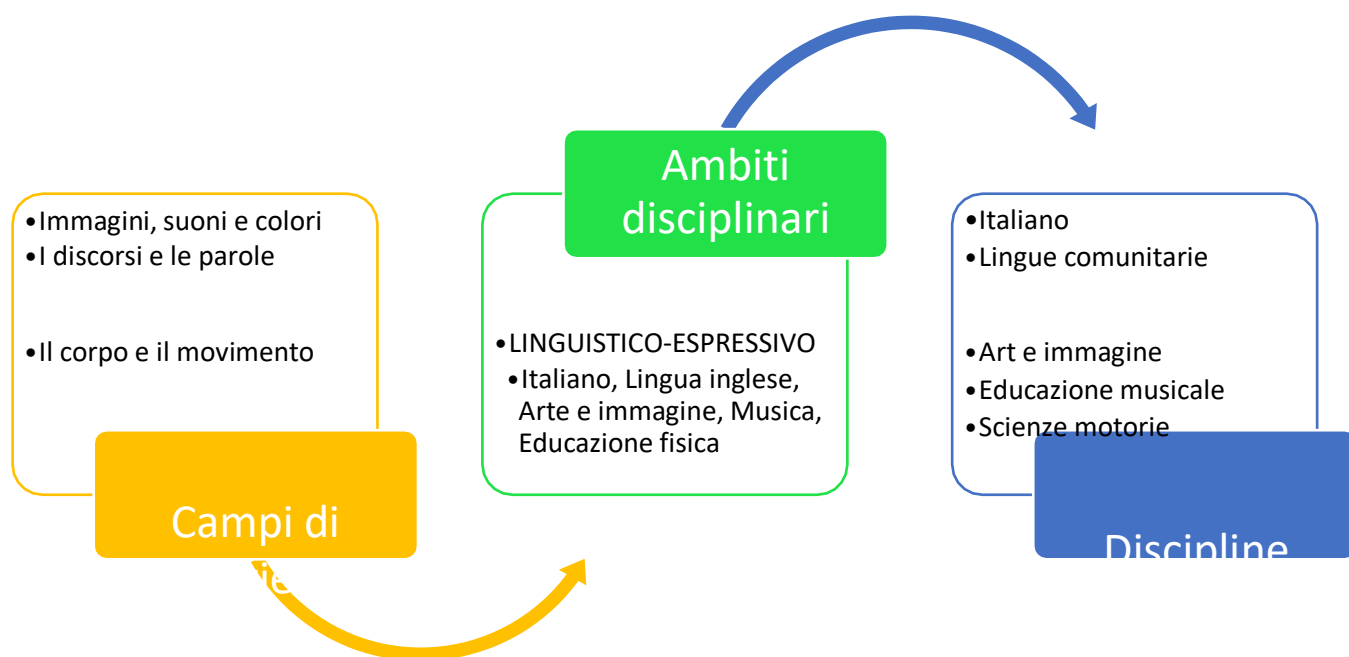 •Immagini, suoni e colori
•I discorsi e le parole
•Il corpo e il movimento
Campi di
Ambiti
disciplinari
•LINGUISTICO-ESPRESSIVO
•Italiano, Lingua inglese,
Arte e immagine, Musica,
Educazione fisica
•Italiano
•Lingue comunitarie
•Art e immagine
•Educazione musicale
•Scienze motorie
Discipline